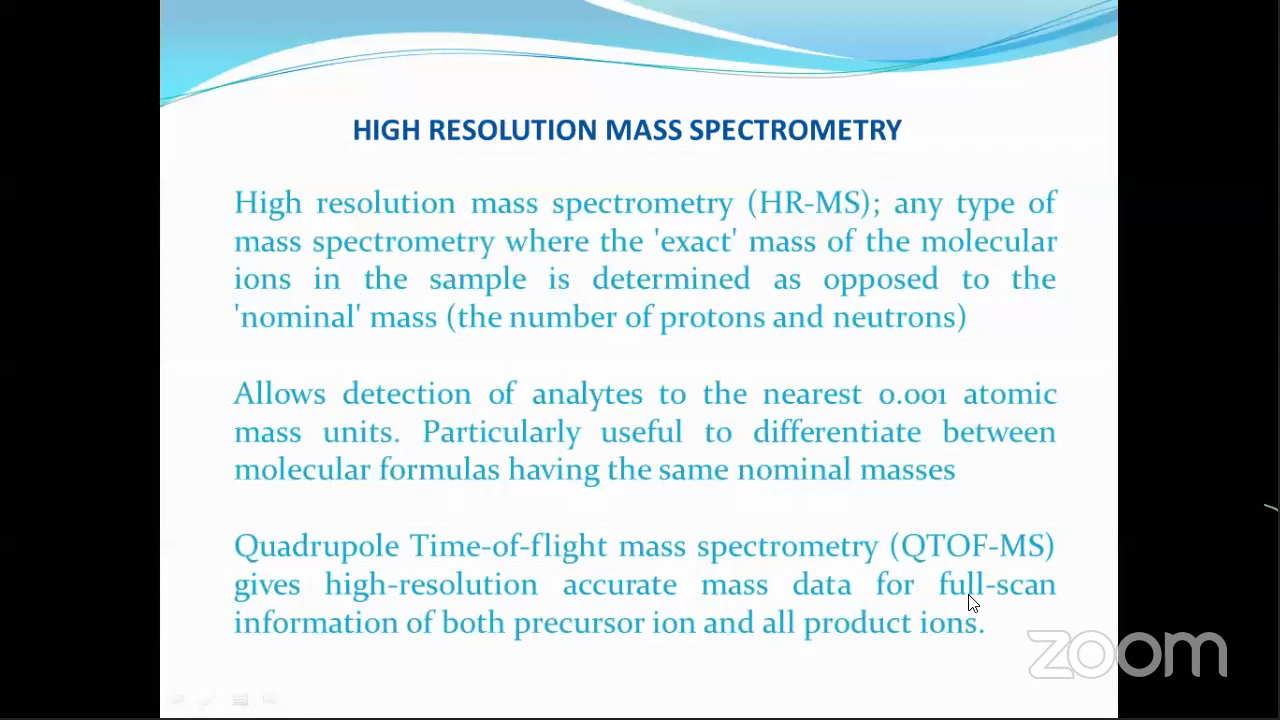 HIGH RESOLUTION MASS SPECTROMETRY
High resolution mass spectrometry (HR-MS); any type of
mass spectrometry where the 'exact' mass of the molecular
ions in the sample is determined as opposed to the
'nominal' mass (the number of protons and neutrons)
Allows detection of analytes to the nearest 0.001 atomic
mass units. Particularly useful to differentiate between
molecular formulas having the same nominal masses
Quadrupole Time-of-flight mass spectrometry (QTOF-MS)
gives high-resolution accurate mass data for full-scan
information of both precursor ion and all product ions.
zoom